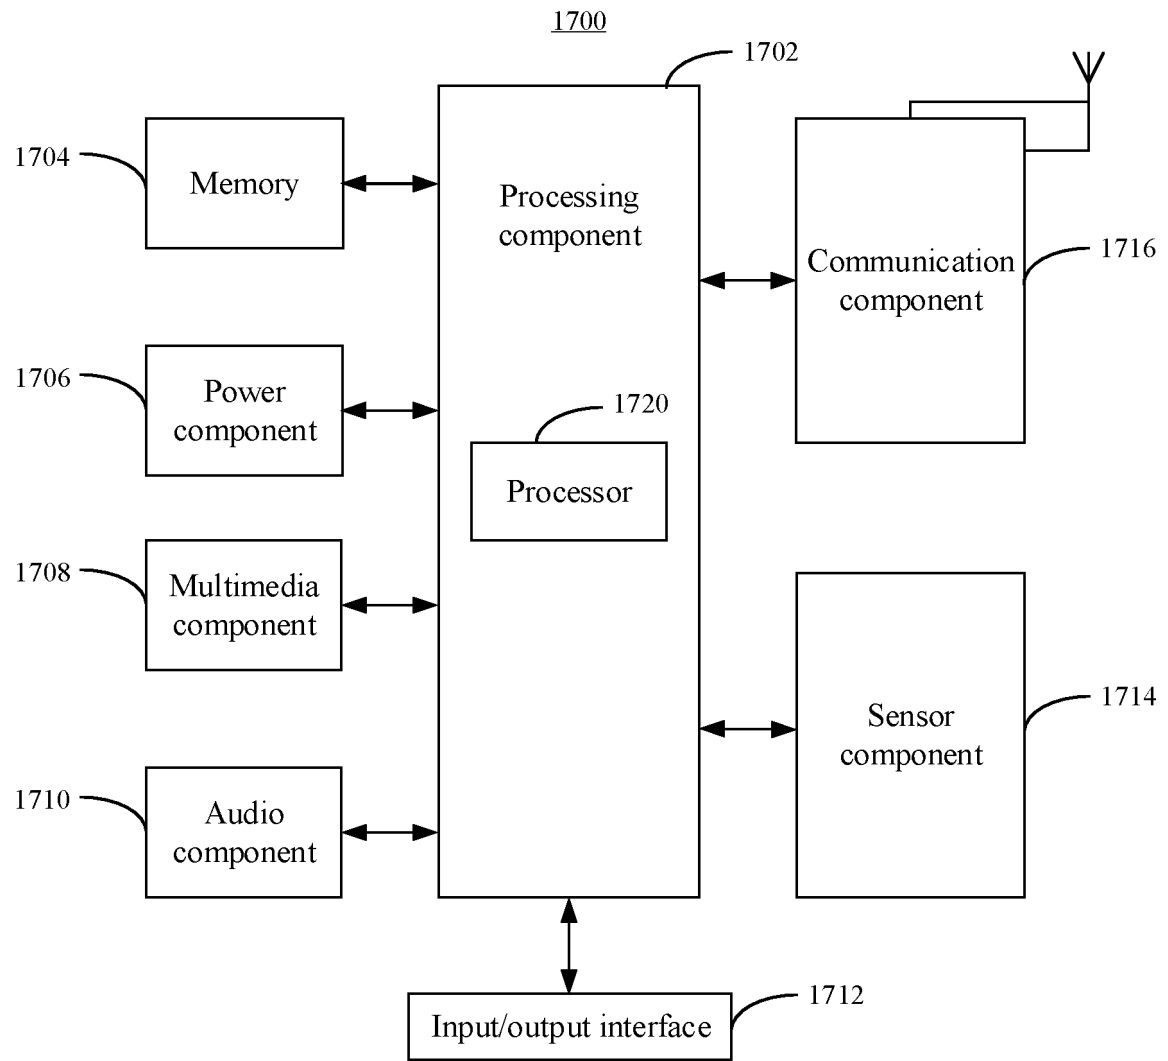 1700
1702
1704
Memory
Processing
component
Communication
component
1716
1706
Power
component
1720
Processor
1708
Multimedia
component
Sensor
component
1714
1710
Audio
component
Input/output interface
1712